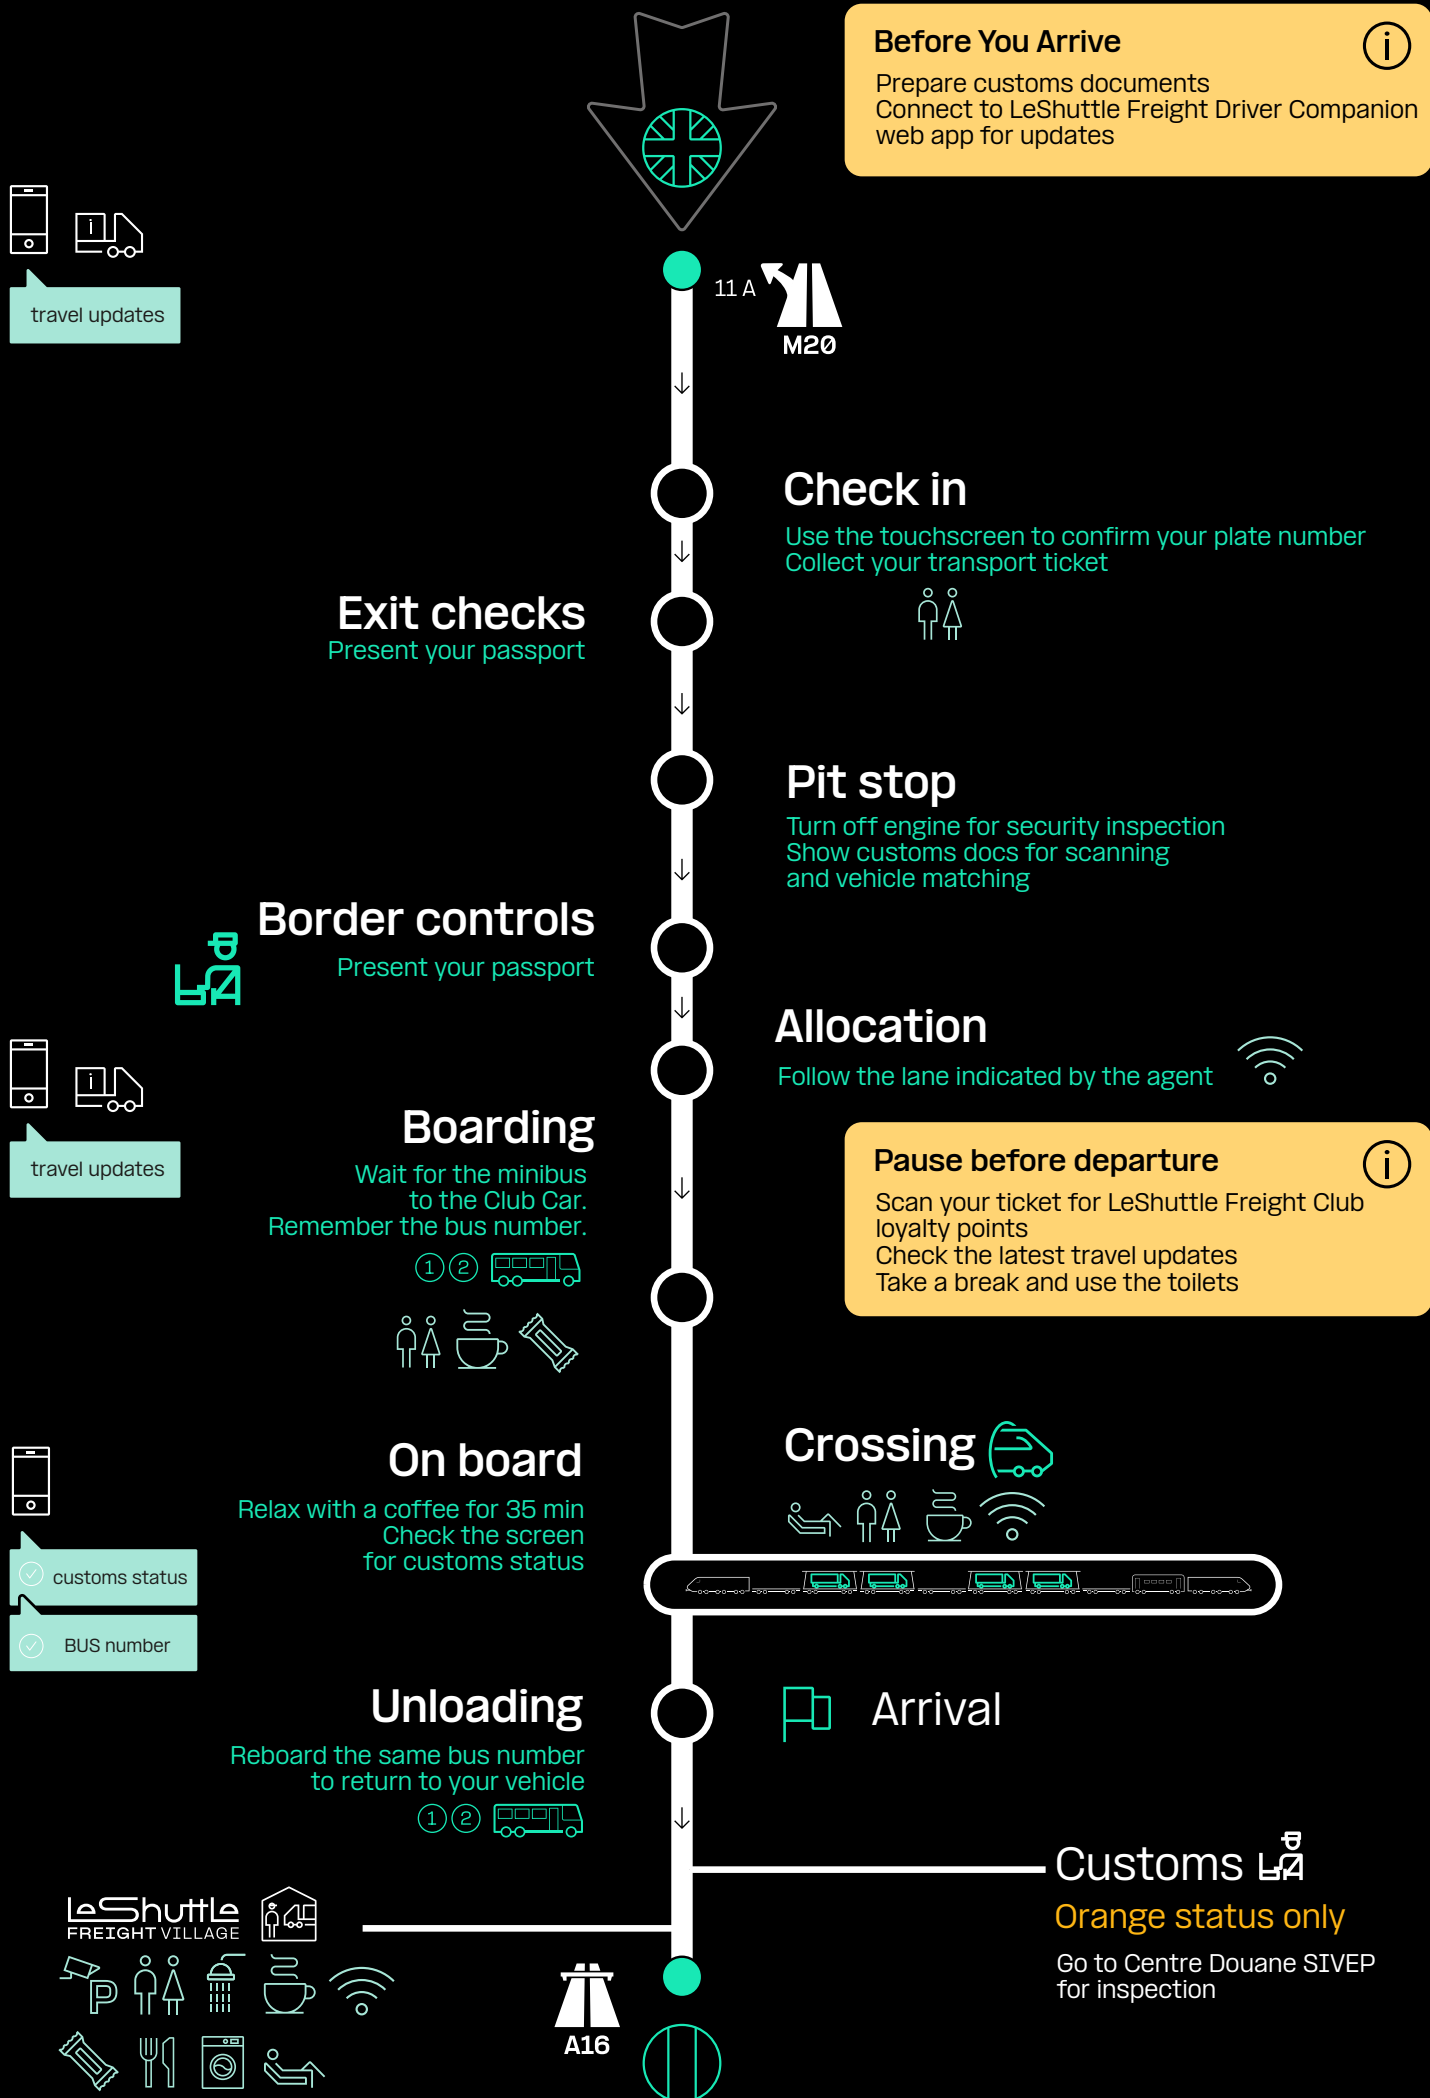 Before You Arrive
i
Prepare customs documents
Connect to LeShuttle Freight Driver Companion
web app for updates
i
travel updates
11 A
M20
Check in
Use the touchscreen to confirm your plate number
Collect your transport ticket
Exit checks
Present your passport
Pit stop
Turn off engine for security inspection
Show customs docs for scanning
and vehicle matching
Border controls
Present your passport
Allocation
Follow the lane indicated by the agent
i
travel updates
Boarding
Wait for the minibus
to the Club Car.
Remember the bus number.
1 2
Pause before departure
i
Scan your ticket for LeShuttle Freight Club
loyalty points
Check the latest travel updates
Take a break and use the toilets
On board
Relax with a coffee for 35 min
Check the screen
for customs status
Crossing
customs status
BUS number
Unloading
Reboard the same bus number
to return to your vehicle
1 2
Arrival
Customs
Orange status only
Go to Centre Douane SIVEP
for inspection
LeShuttle
FREIGHT VILLAGE
P
A16